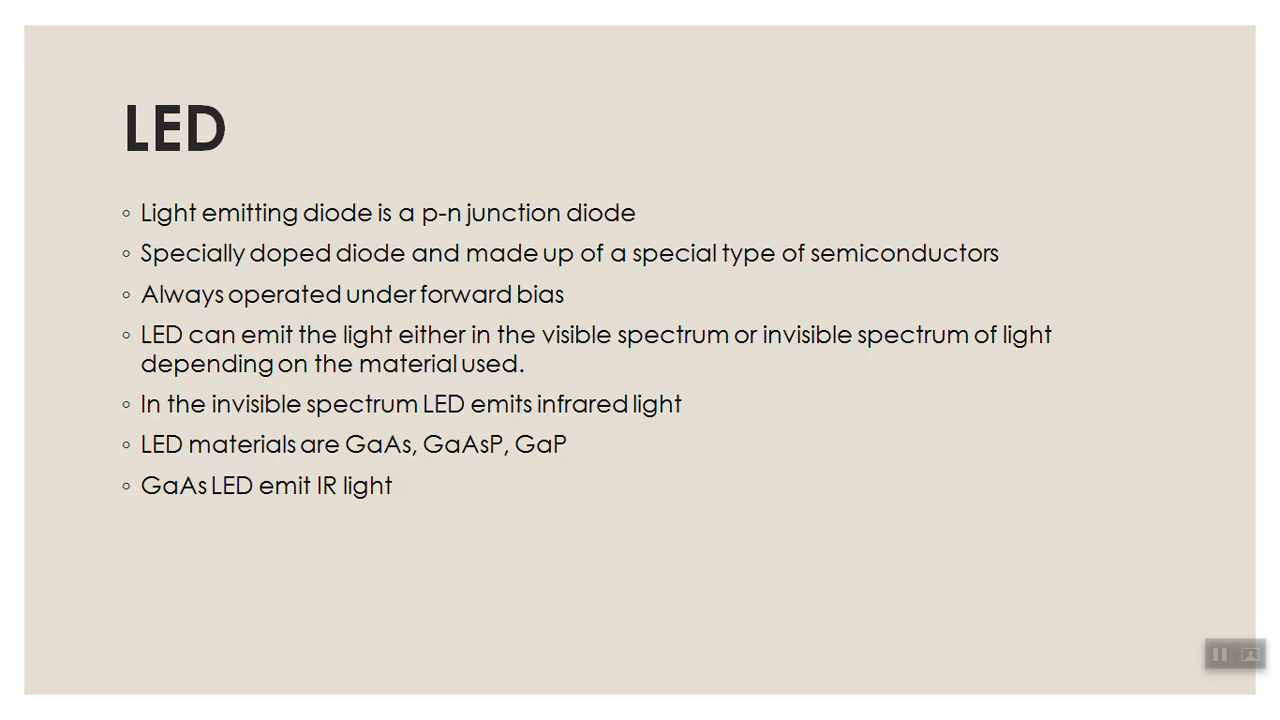 LED
◦ Light emitting diode is a p-n junction diode
◦ Specially doped diode and made up of a special type of semiconductors
◦ Always operated under forward bias
◦ LED can emit the light either in the visible spectrum or invisible spectrum of light
depending on the material used.
◦ In the invisible spectrum LED emits infrared light
◦ LED materials are GaAs, GaAsP, GaP
◦ GaAs LED emit IR light